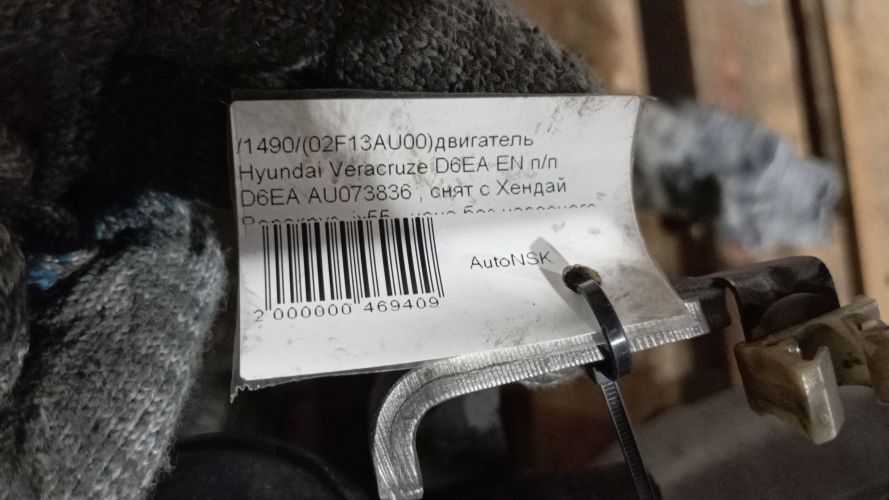 /1490/(02F13AU00)двигатель
Hyundai Veracruze D6EA EN п/п
D6EA AU073836 , снят с Хендай
AutoNSK
2 000000 469409